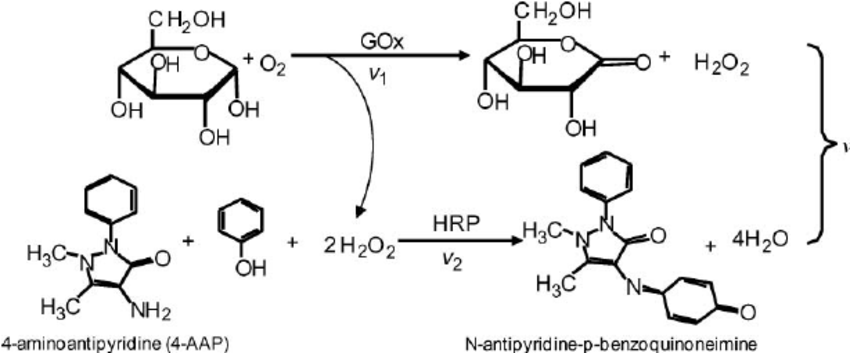 CH₂OH
O
OH
OH
OH
OH
+ O₂
GOx
v₁
CH₂OH
O
OH
OH
OH
O
+ H₂O₂
H₃C
N
N
O
H₃C
NH₂
+
OH
+ 2H₂O₂
HRP
v₂
H₃C
N
N
O
H₃C
N
O
+ 4H₂O
4-aminoantipyridine (4-AAP)
N-antipyridine-p-benzoquinoneimine